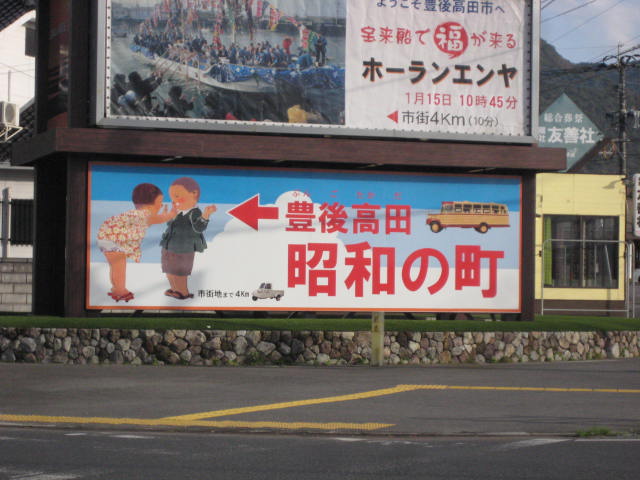 ようこそ豊後高田市へ
宝来船で福が来る
ホーランエンヤ
1月15日 10時45分
◀市街4Km(10分)
総合葬祭
友善社
豊後高田
昭和の町
市街地まで4Km